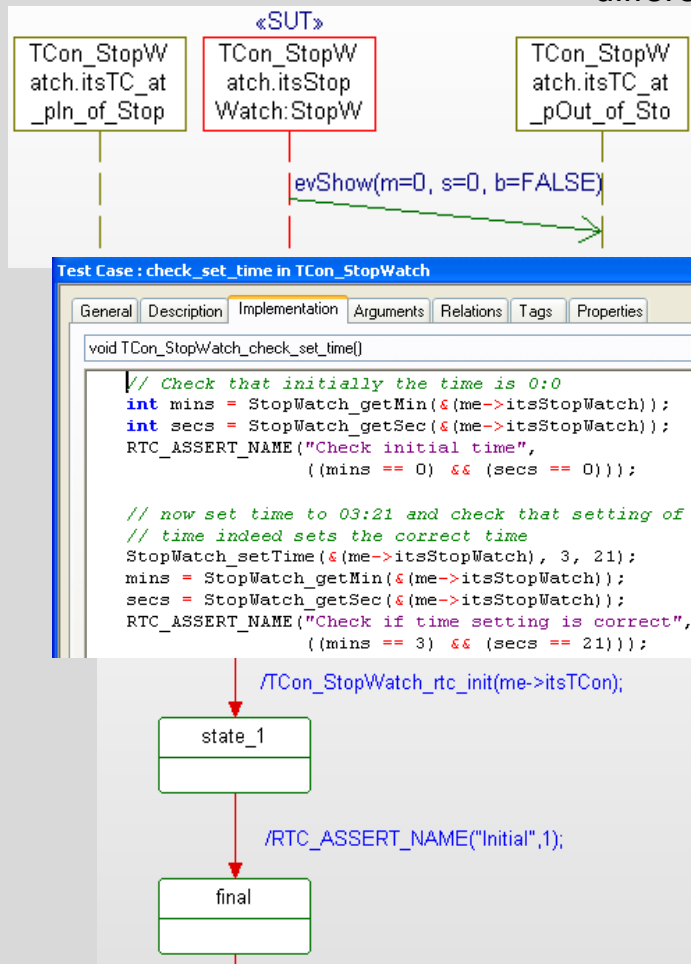 «SUT»
TCon_StopW
atch.itsTC_at
_pIn_of_Stop
TCon_StopW
atch.itsStop
Watch:StopW
TCon_StopW
atch.itsTC_at
_pOut_of_Sto
evShow(m=0, s=0, b=FALSE)
Test Case : check_set_time in TCon_StopWatch
General Description Implementation Arguments Relations Tags Properties
void TCon_StopWatch_check_set_time()
// Check that initially the time is 0:0
int mins = StopWatch_getMin(&(me->itsStopWatch));
int secs = StopWatch_getSec(&(me->itsStopWatch));
RTC_ASSERT_NAME("Check initial time",
((mins == 0) && (secs == 0)));
// now set time to 03:21 and check that setting of
// time indeed sets the correct time
StopWatch_setTime(&(me->itsStopWatch), 3, 21);
mins = StopWatch_getMin(&(me->itsStopWatch));
secs = StopWatch_getSec(&(me->itsStopWatch));
RTC_ASSERT_NAME("Check if time setting is correct",
((mins == 3) && (secs == 21)));
/TCon_StopWatch_rtc_init(me->itsTCon);
state_1
/RTC_ASSERT_NAME("Initial",1);
final